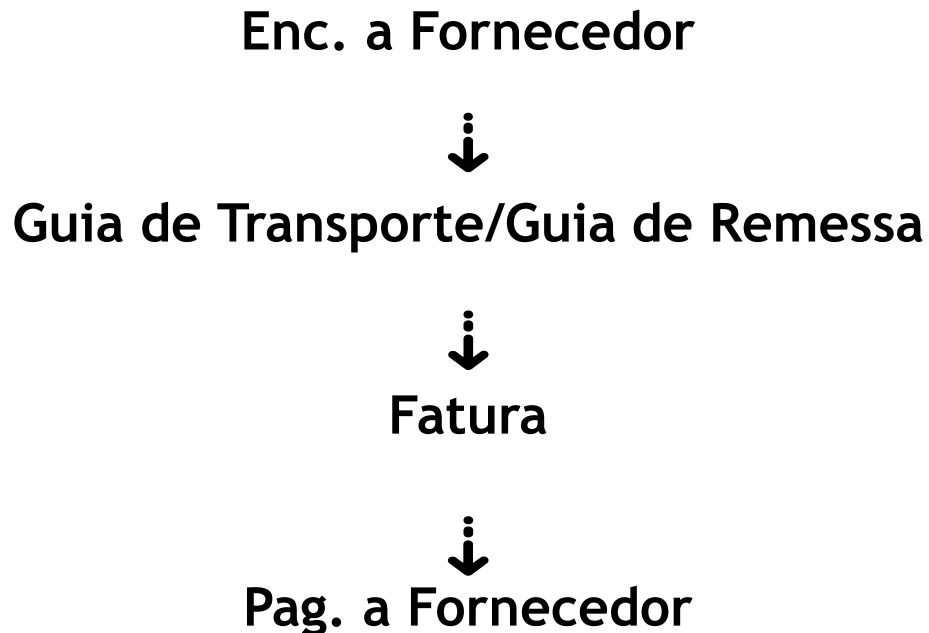 Enc. a Fornecedor
Guia de Transporte/Guia de Remessa
Fatura
Pag. a Fornecedor